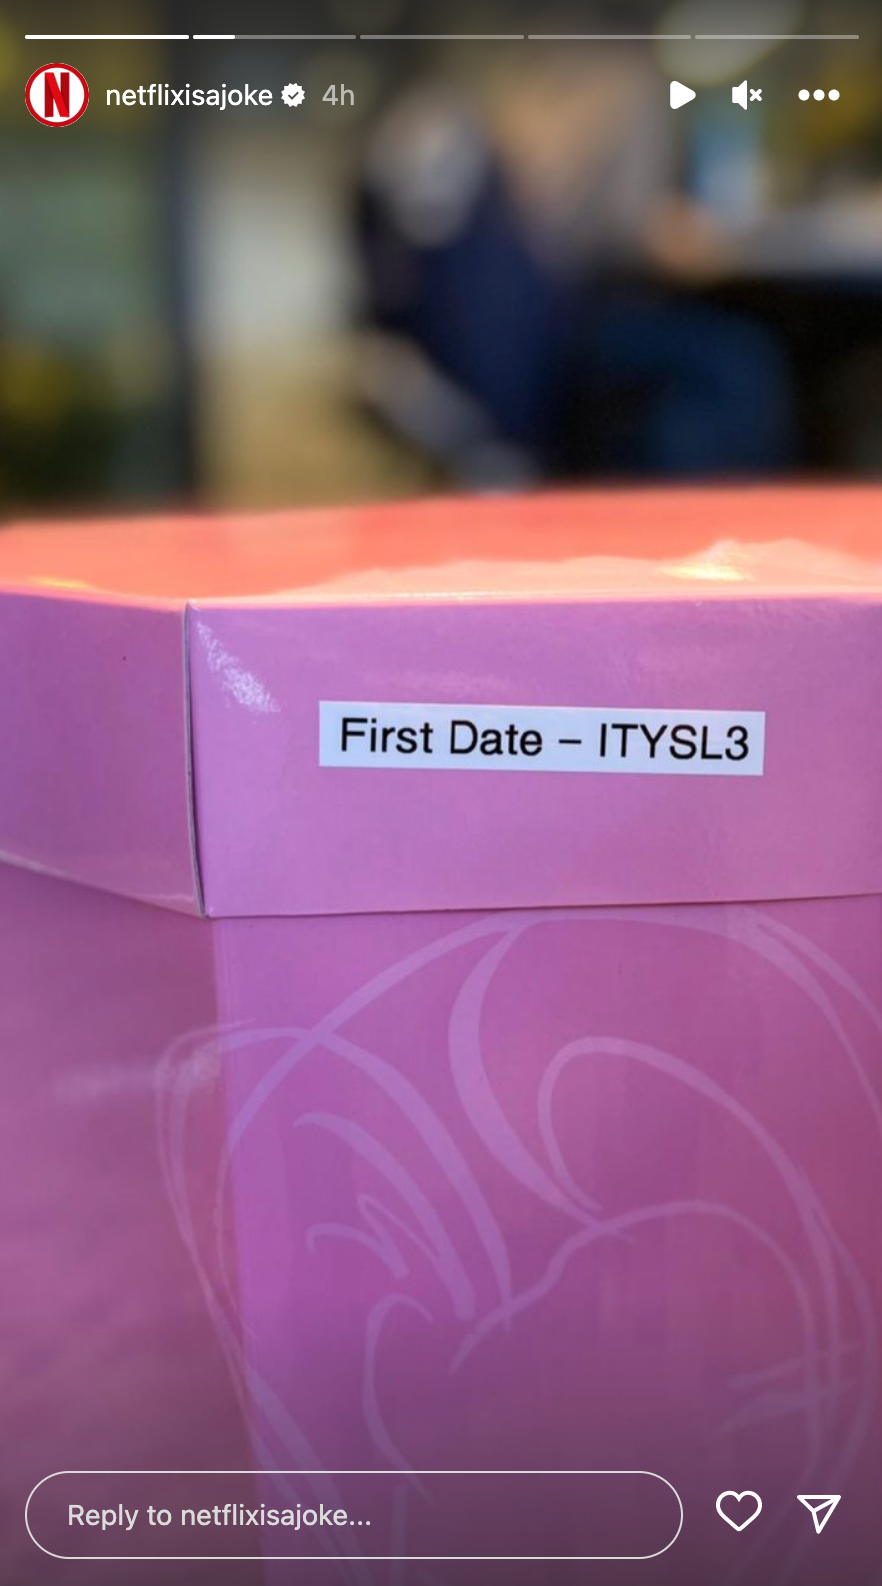 netflixisajoke 4h
First Date – ITYSL3
Reply to netflixisajoke...